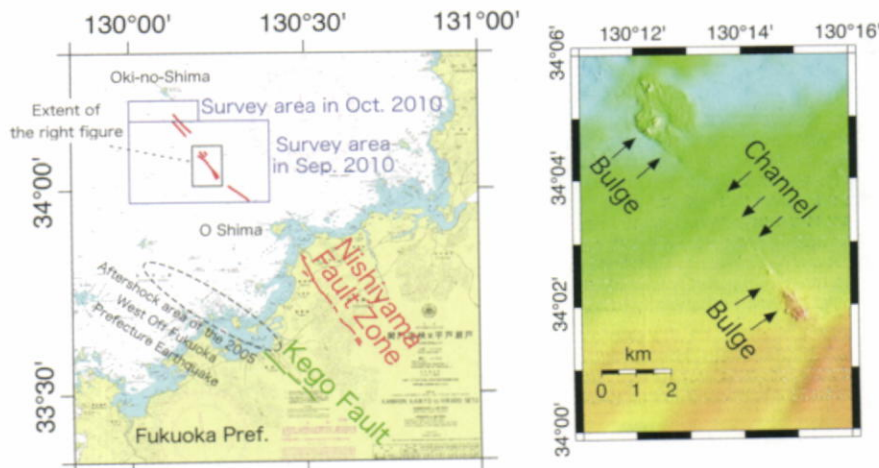 130°00'
130°30'
131°00'
34°00'
33°30'
Oki-no-Shima
Extent of
the right figure
Survey area in Oct. 2010
Survey area
in Sep. 2010
O Shima
Nishiyama
Fault Zone
Aftershock area of the 2005
West Off Fukuoka
Prefecture Earthquake
Kego Fault
Fukuoka Pref.
130°12'
130°14'
130°16'
34°06'
34°04'
34°02'
34°00'
Bulge
Channel
Bulge
km
0 1 2